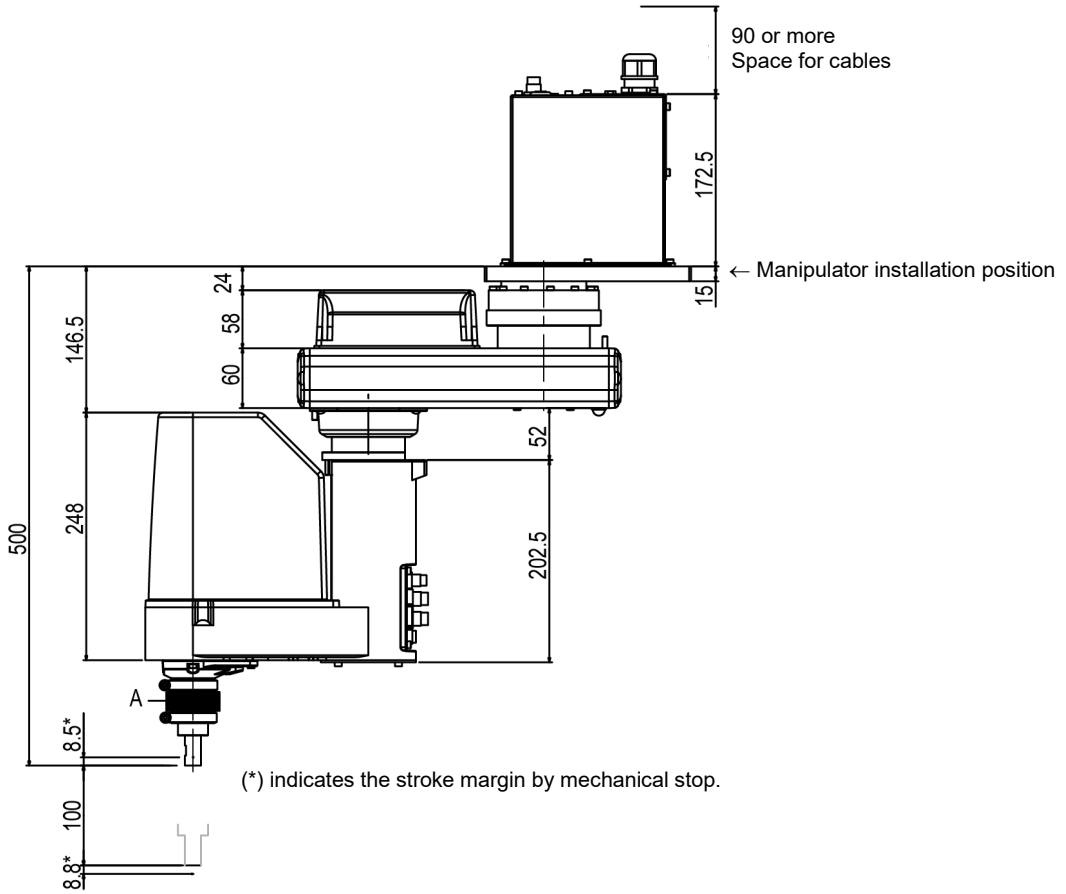 90 or more
Space for cables
172.5
← Manipulator installation position
15
24
58
60
146.5
52
248
500
202.5
A
8.5*
(*) indicates the stroke margin by mechanical stop.
100
8.8*